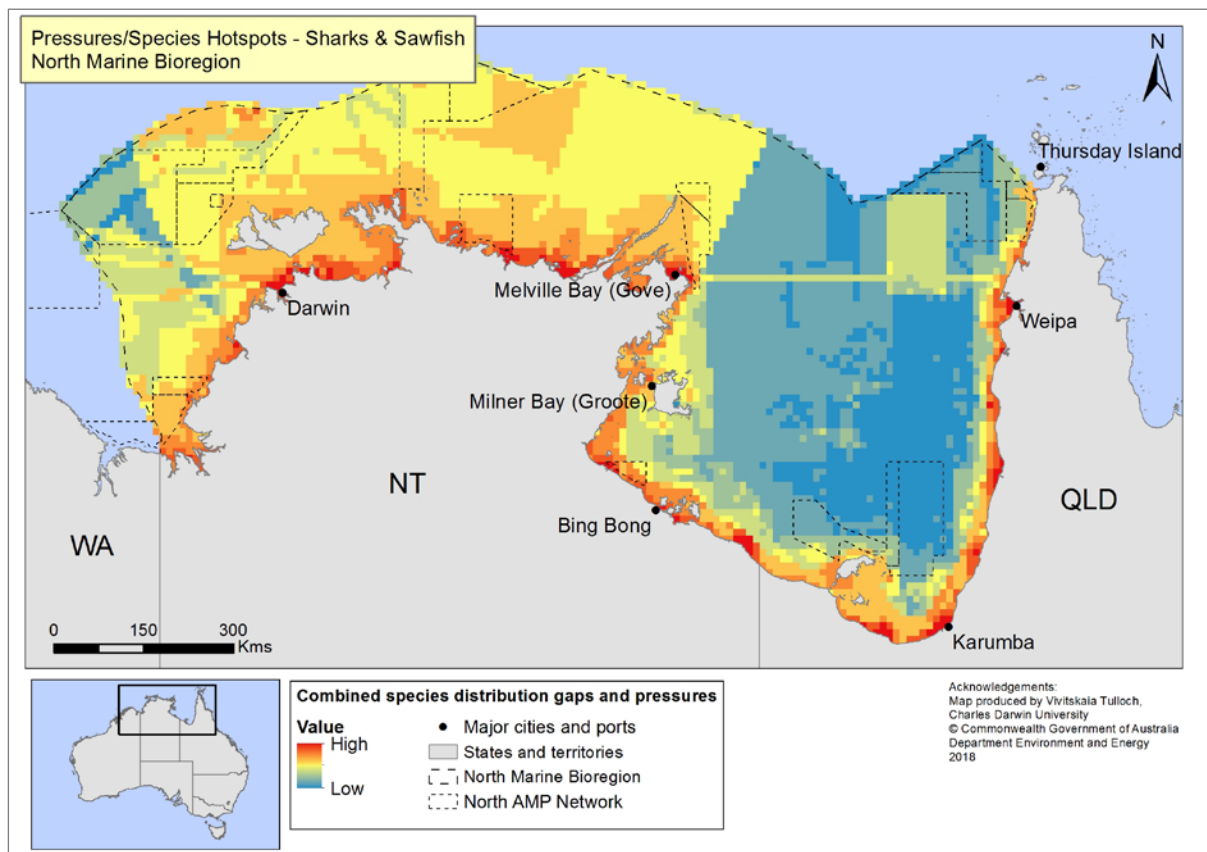 Pressures/Species Hotspots - Sharks & Sawfish
North Marine Bioregion
N
Thursday Island
Darwin
Melville Bay (Gove)
Weipa
Milner Bay (Groote)
NT
QLD
Bing Bong
WA
Karumba
0 150 300
Kms
Combined species distribution gaps and pressures
Value
High
Low
Major cities and ports
States and territories
North Marine Bioregion
North AMP Network
Acknowledgements:
Map produced by Vivitskaia Tulloch,
Charles Darwin University
© Commonwealth Government of Australia
Department Environment and Energy
2018